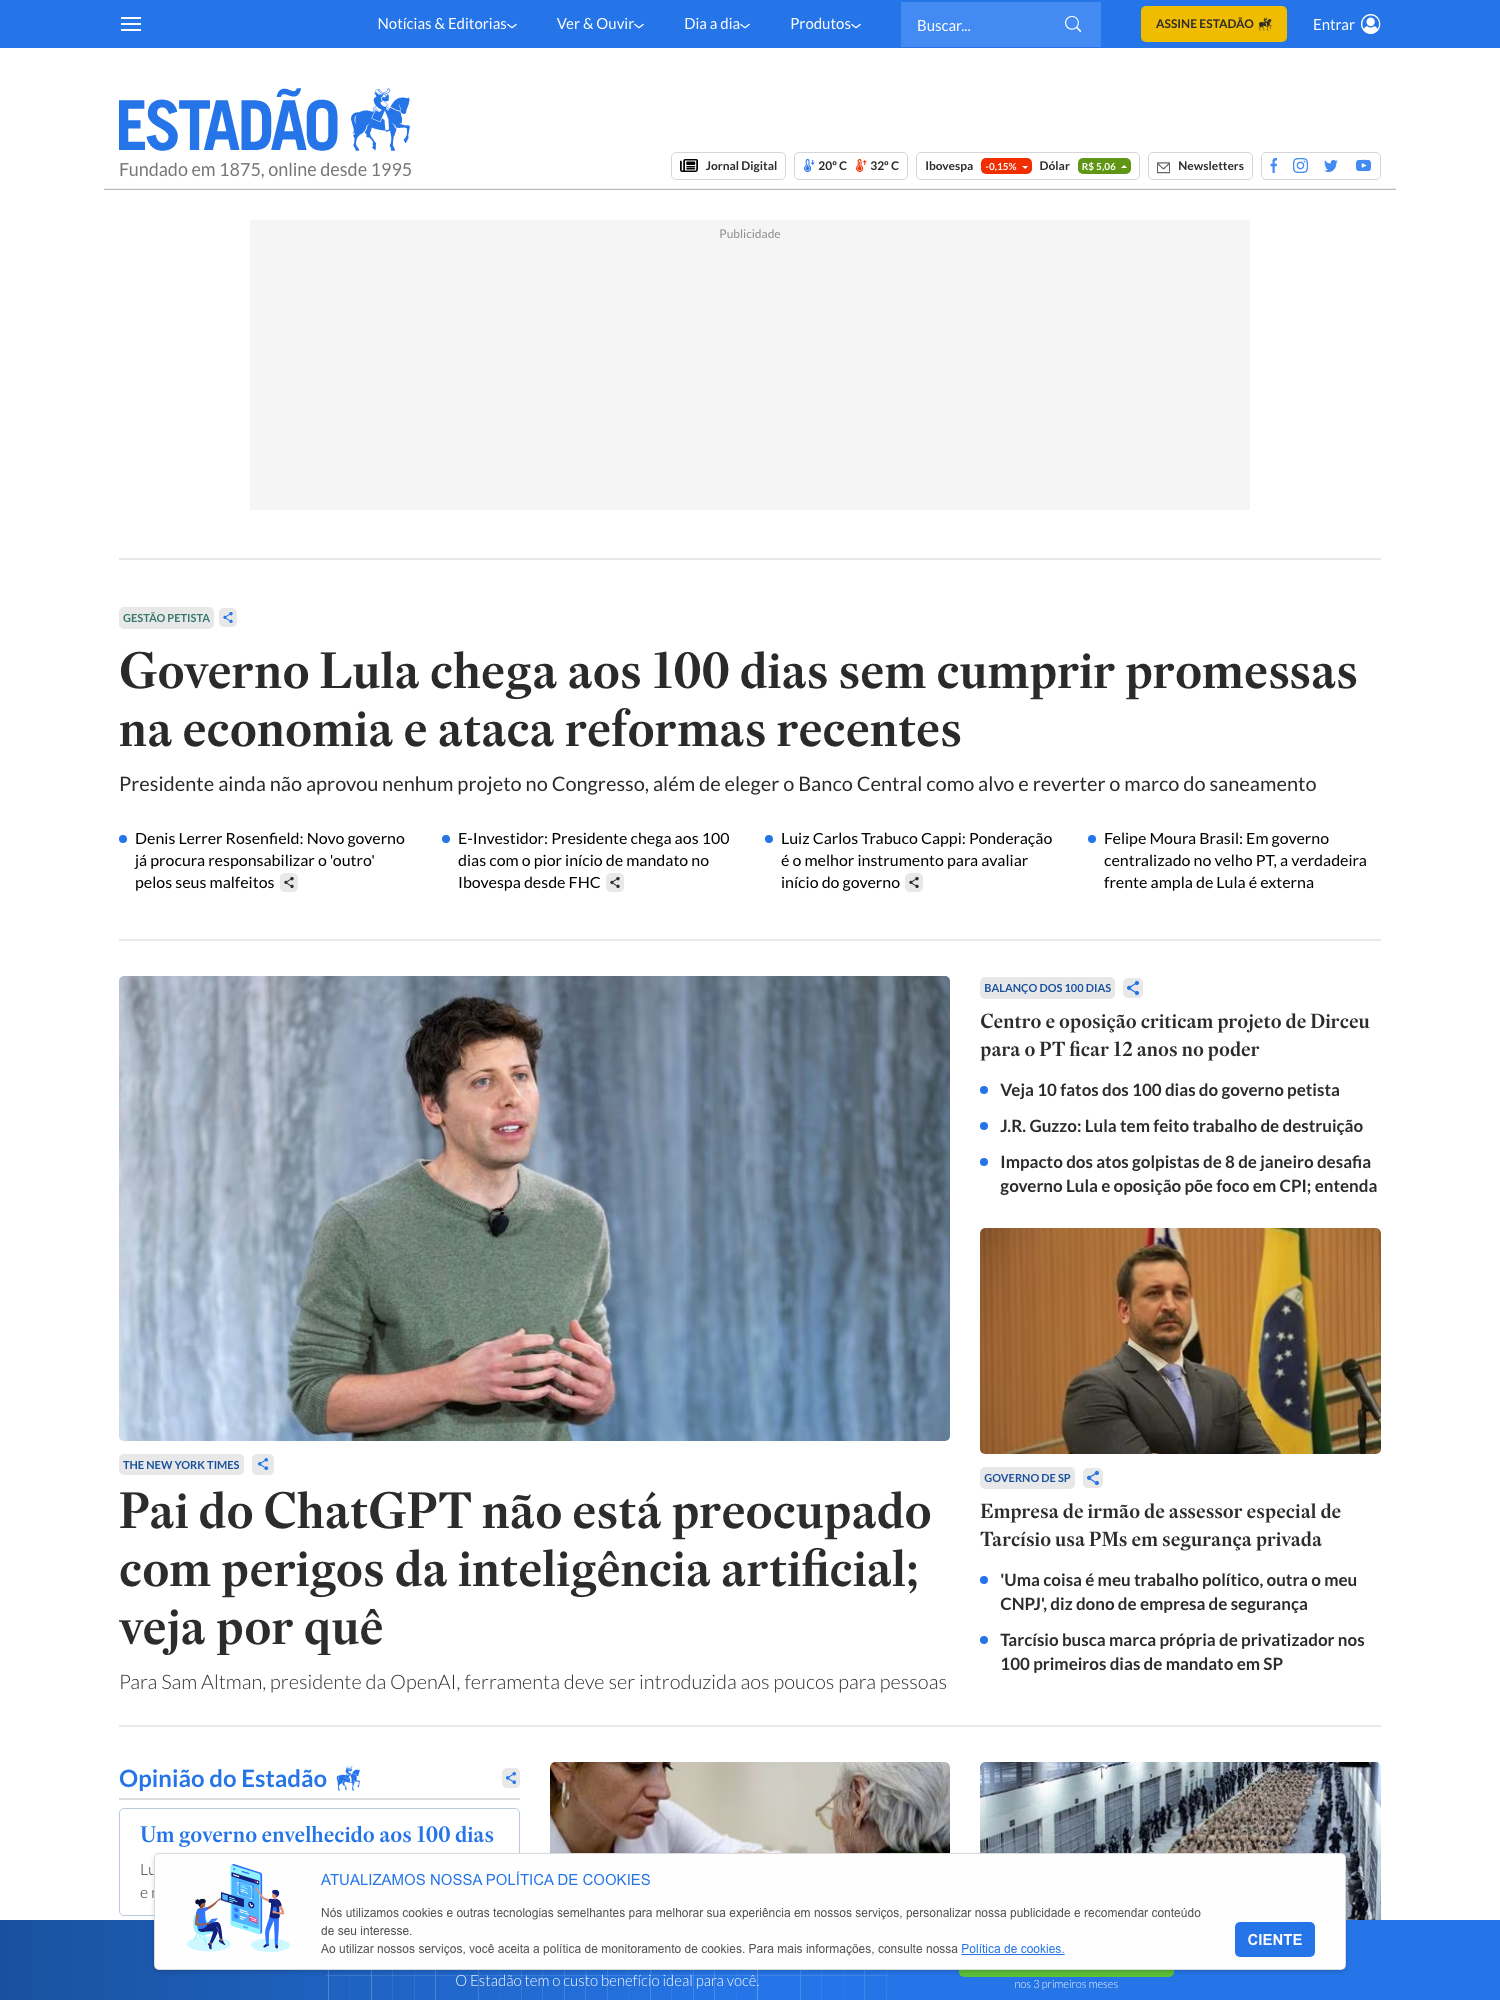 Notícias & Editorias
Ver & Ouvir
Dia a dia
Produtos
Buscar...
ASSINE ESTADÃO
Entrar
ESTADÃO
Fundado em 1875, online desde 1995
Jornal Digital
20º C
32º C
Ibovespa
-0,15%
Dólar
R$ 5,06
Newsletters
Publicidade
GESTÃO PETISTA
Governo Lula chega aos 100 dias sem cumprir promessas
na economia e ataca reformas recentes
Presidente ainda não aprovou nenhum projeto no Congresso, além de eleger o Banco Central como alvo e reverter o marco do saneamento
Denis Lerrer Rosenfield: Novo governo
já procura responsabilizar o 'outro'
pelos seus malfeitos
E-Investidor: Presidente chega aos 100
dias com o pior início de mandato no
Ibovespa desde FHC
Luiz Carlos Trabuco Cappi: Ponderação
é o melhor instrumento para avaliar
início do governo
Felipe Moura Brasil: Em governo
centralizado no velho PT, a verdadeira
frente ampla de Lula é externa
THE NEW YORK TIMES
Pai do ChatGPT não está preocupado
com perigos da inteligência artificial;
veja por quê
Para Sam Altman, presidente da OpenAI, ferramenta deve ser introduzida aos poucos para pessoas
BALANÇO DOS 100 DIAS
Centro e oposição criticam projeto de Dirceu
para o PT ficar 12 anos no poder
Veja 10 fatos dos 100 dias do governo petista
J.R. Guzzo: Lula tem feito trabalho de destruição
Impacto dos atos golpistas de 8 de janeiro desafia
governo Lula e oposição põe foco em CPI; entenda
GOVERNO DE SP
Empresa de irmão de assessor especial de
Tarcísio usa PMs em segurança privada
'Uma coisa é meu trabalho político, outra o meu
CNPJ', diz dono de empresa de segurança
Tarcísio busca marca própria de privatizador nos
100 primeiros dias de mandato em SP
Opinião do Estadão
Um governo envelhecido aos 100 dias
ATUALIZAMOS NOSSA POLÍTICA DE COOKIES
Nós utilizamos cookies e outras tecnologias semelhantes para melhorar sua experiência em nossos serviços, personalizar nossa publicidade e recomendar conteúdo
de seu interesse.
Ao utilizar nossos serviços, você aceita a política de monitoramento de cookies. Para mais informações, consulte nossa Política de cookies.
CIENTE
O Estadão tem o custo benefício ideal para você.
nos 3 primeiros meses